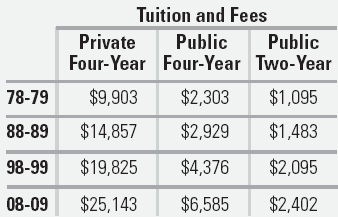 Tuition and Fees
Private Public Public
Four-Year Four-Year Two-Year
78-79 $9,903 $2,303 $1,095
88-89 $14,857 $2,929 $1,483
98-99 $19,825 $4,376 $2,095
08-09 $25,143 $6,585 $2,402